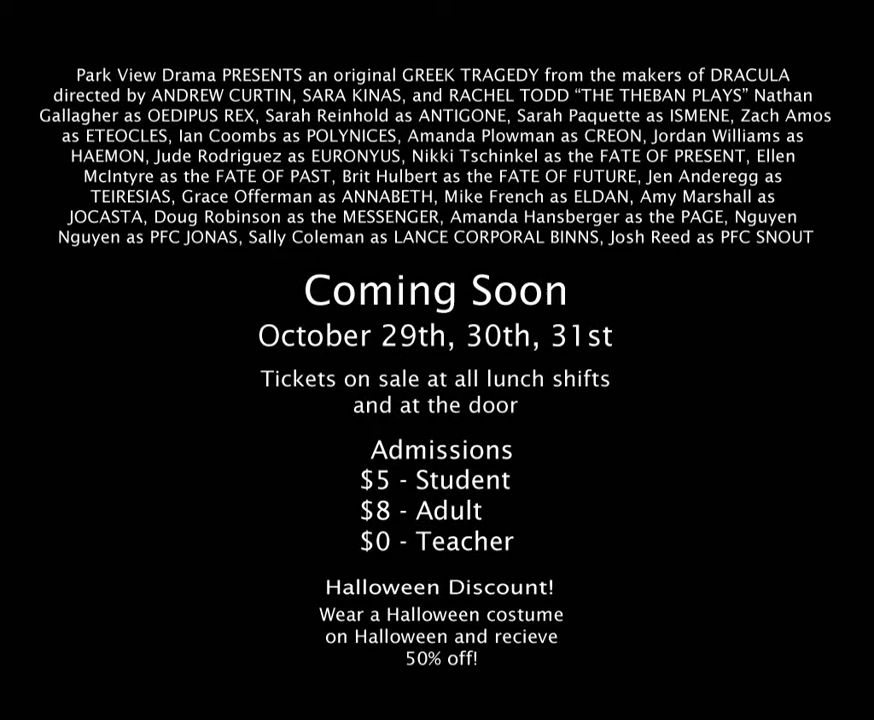 Park View Drama PRESENTS an original GREEK TRAGEDY from the makers of DRACULA
directed by ANDREW CURTIN, SARA KINAS, and RACHEL TODD “THE THEBAN PLAYS” Nathan
Gallagher as OEDIPUS REX, Sarah Reinhold as ANTIGONE, Sarah Paquette as ISMENE, Zach Amos
as ETEOCLES, Ian Coombs as POLYNICES, Amanda Plowman as CREON, Jordan Williams as
HAEMON, Jude Rodriguez as EURONYUS, Nikki Tschinkel as the FATE OF PRESENT, Ellen
McIntyre as the FATE OF PAST, Brit Hulbert as the FATE OF FUTURE, Jen Anderegg as
TEIRESIAS, Grace Offerman as ANNABETH, Mike French as ELDAN, Amy Marshall as
JOCASTA, Doug Robinson as the MESSENGER, Amanda Hansberger as the PAGE, Nguyen
Nguyen as PFC JONAS, Sally Coleman as LANCE CORPORAL BINNS, Josh Reed as PFC SNOUT
Coming Soon
October 29th, 30th, 31st
Tickets on sale at all lunch shifts
and at the door
Admissions
$5 - Student
$8 - Adult
$0 - Teacher
Halloween Discount!
Wear a Halloween costume
on Halloween and recieve
50% off!